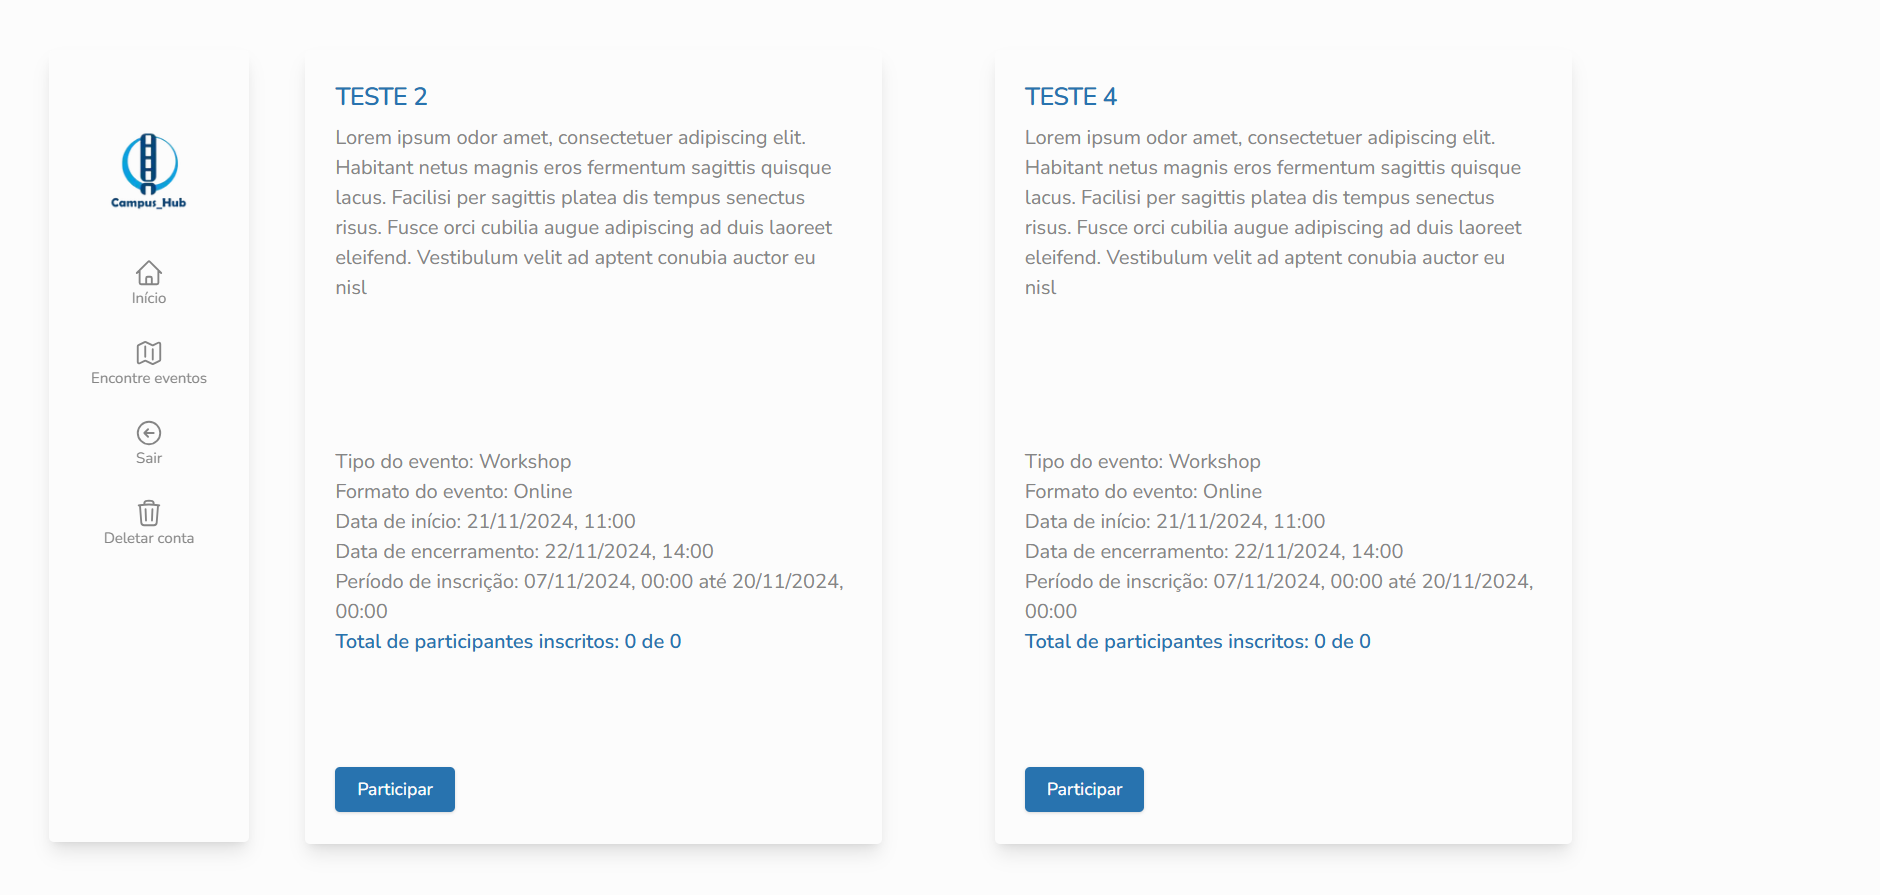 Campus_Hub
Início
Encontre eventos
Sair
Deletar conta
TESTE 2
Lorem ipsum odor amet, consectetuer adipiscing elit.
Habitant netus magnis eros fermentum sagittis quisque
lacus. Facilisi per sagittis platea dis tempus senectus
risus. Fusce orci cubilia augue adipiscing ad duis laoreet
eleifend. Vestibulum velit ad aptent conubia auctor eu
nisl
Tipo do evento: Workshop
Formato do evento: Online
Data de início: 21/11/2024, 11:00
Data de encerramento: 22/11/2024, 14:00
Período de inscrição: 07/11/2024, 00:00 até 20/11/2024,
00:00
Total de participantes inscritos: 0 de 0
Participar
TESTE 4
Lorem ipsum odor amet, consectetuer adipiscing elit.
Habitant netus magnis eros fermentum sagittis quisque
lacus. Facilisi per sagittis platea dis tempus senectus
risus. Fusce orci cubilia augue adipiscing ad duis laoreet
eleifend. Vestibulum velit ad aptent conubia auctor eu
nisl
Tipo do evento: Workshop
Formato do evento: Online
Data de início: 21/11/2024, 11:00
Data de encerramento: 22/11/2024, 14:00
Período de inscrição: 07/11/2024, 00:00 até 20/11/2024,
00:00
Total de participantes inscritos: 0 de 0
Participar